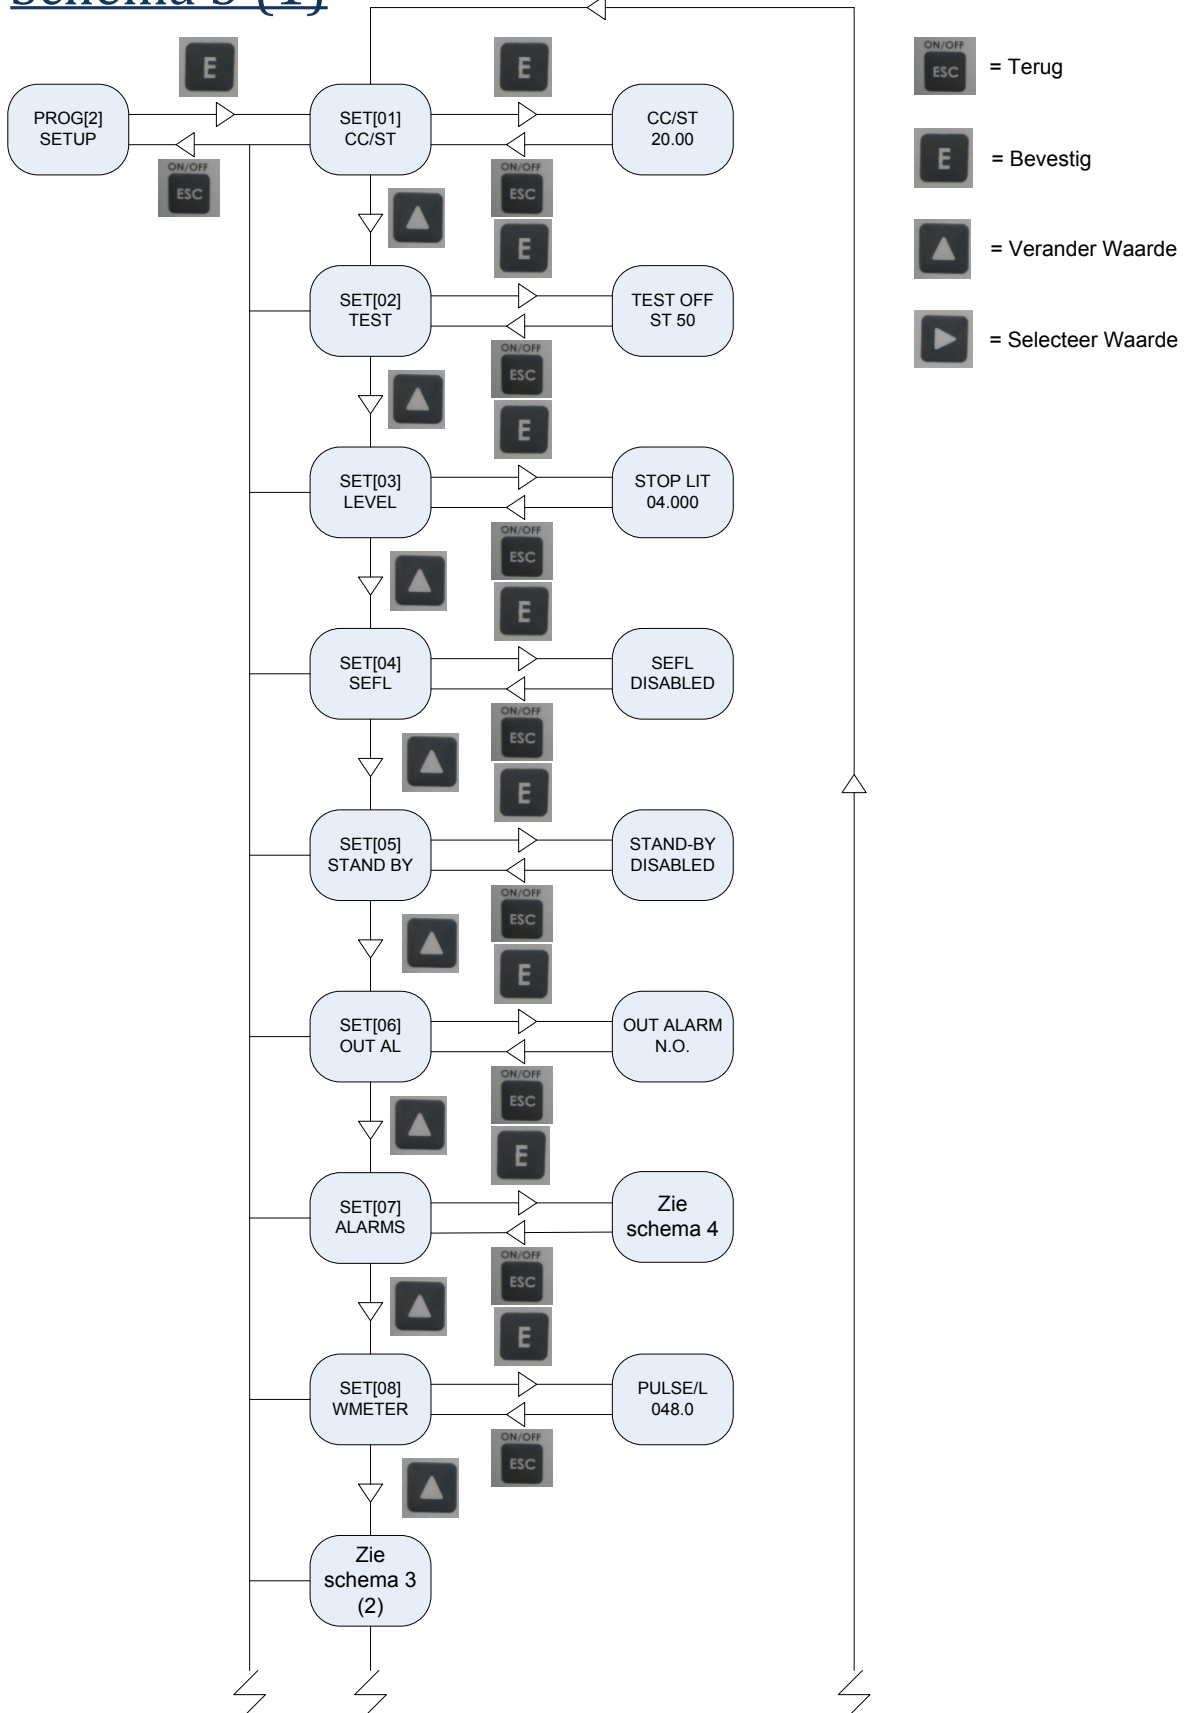 Schema 3 (1)
E
E
ON/OFF
ESC
= Terug
PROG[2]
SETUP
SET[01]
CC/ST
CC/ST
20.00
E
= Bevestig
ON/OFF
ESC
ON/OFF
ESC
E
= Verander Waarde
SET[02]
TEST
TEST OFF
ST 50
= Selecteer Waarde
ON/OFF
ESC
E
SET[03]
LEVEL
STOP LIT
04.000
ON/OFF
ESC
E
SET[04]
SEFL
SEFL
DISABLED
ON/OFF
ESC
E
SET[05]
STAND BY
STAND-BY
DISABLED
ON/OFF
ESC
E
SET[06]
OUT AL
OUT ALARM
N.O.
ON/OFF
ESC
E
SET[07]
ALARMS
Zie
schema 4
ON/OFF
ESC
E
SET[08]
WMETER
PULSE/L
048.0
ON/OFF
ESC
Zie
schema 3
(2)